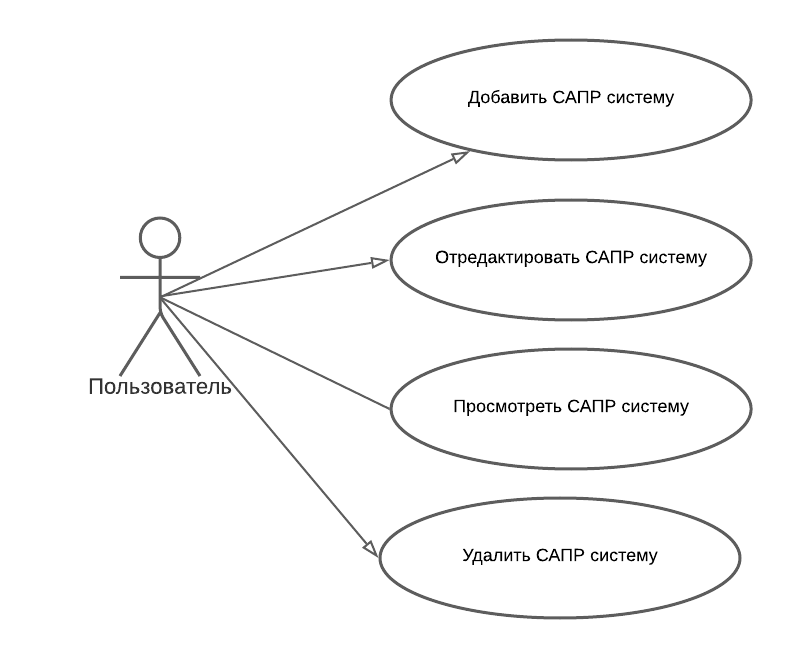 Добавить САПР систему
Отредактировать САПР систему
Пользователь
Просмотреть САПР систему
Удалить САПР систему